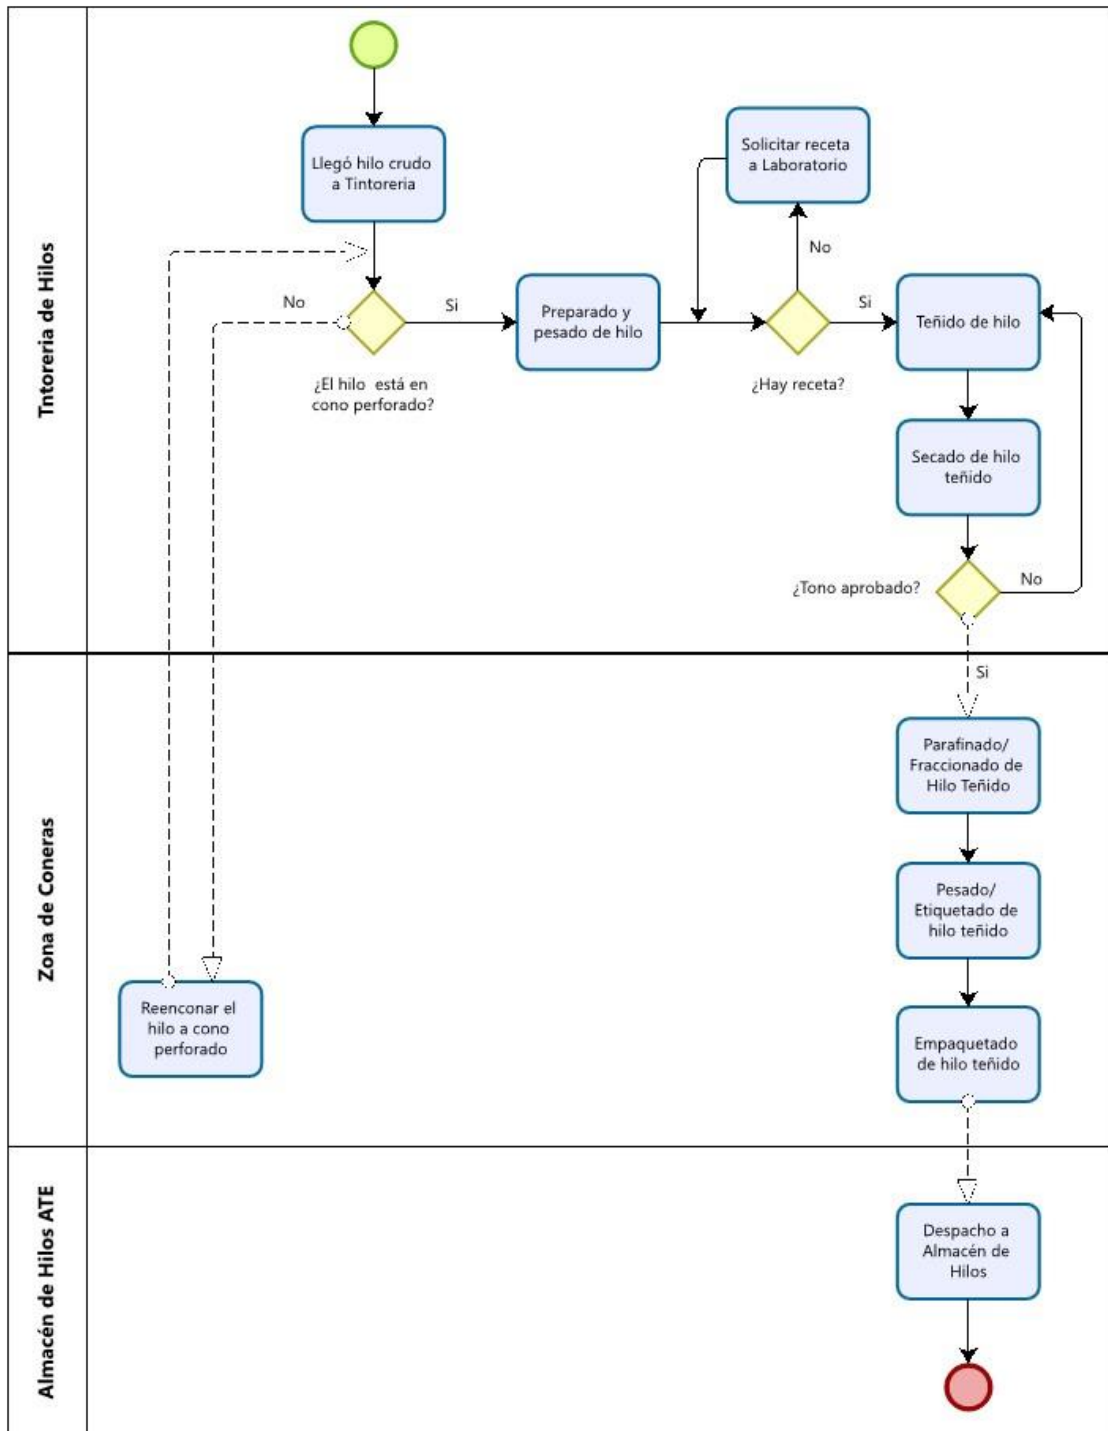 Tntoreria de Hilos
Llegó hilo crudo
a Tintoreria
Solicitar receta
a Laboratorio
No
No
Si
Preparado y
pesado de hilo
Si
Teñido de hilo
¿El hilo está en
cono perforado?
¿Hay receta?
Secado de hilo
teñido
¿Tono aprobado?
No
Zona de Coneras
Si
Parafinado/
Fraccionado de
Hilo Teñido
Pesado/
Etiquetado de
hilo teñido
Reenconar el
hilo a cono
perforado
Empaquetado
de hilo teñido
Almacén de Hilos ATE
Despacho a
Almacén de
Hilos